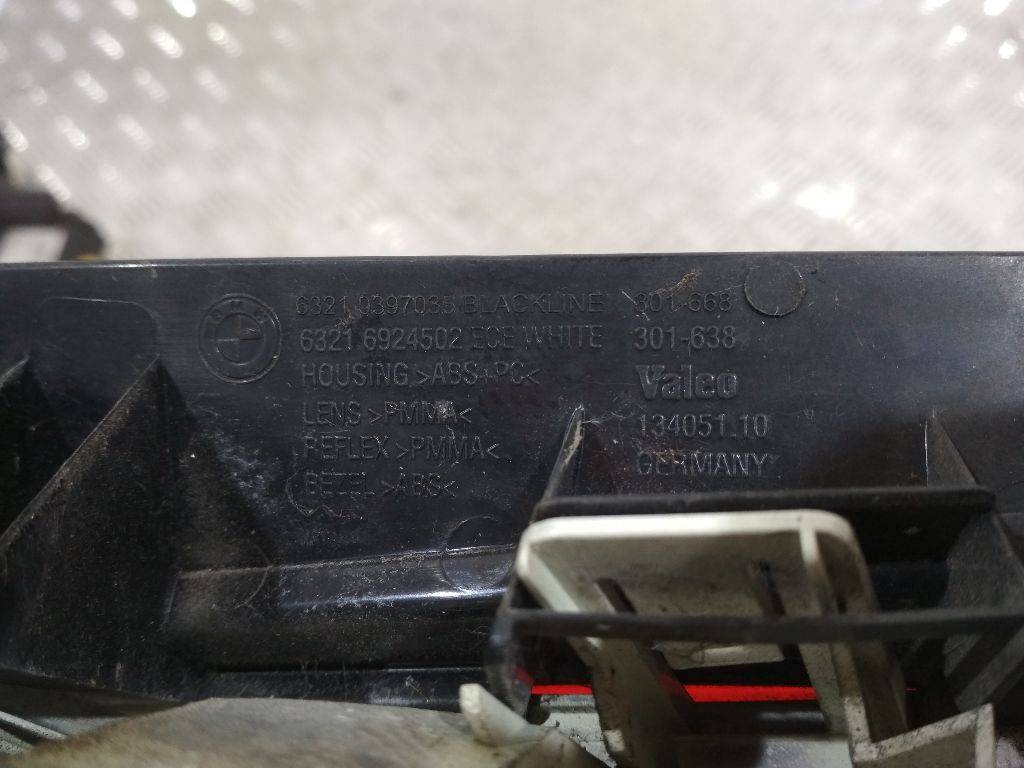 6321 0397035 BLACKLINE 301-668
6321 6924502 ECE WHITE 301-638
HOUSING >ABS+PC< Valeo
LENS >PMMA< 134051.10
REFLEX >PMMA< GERMANY
BEZEL >ABS<